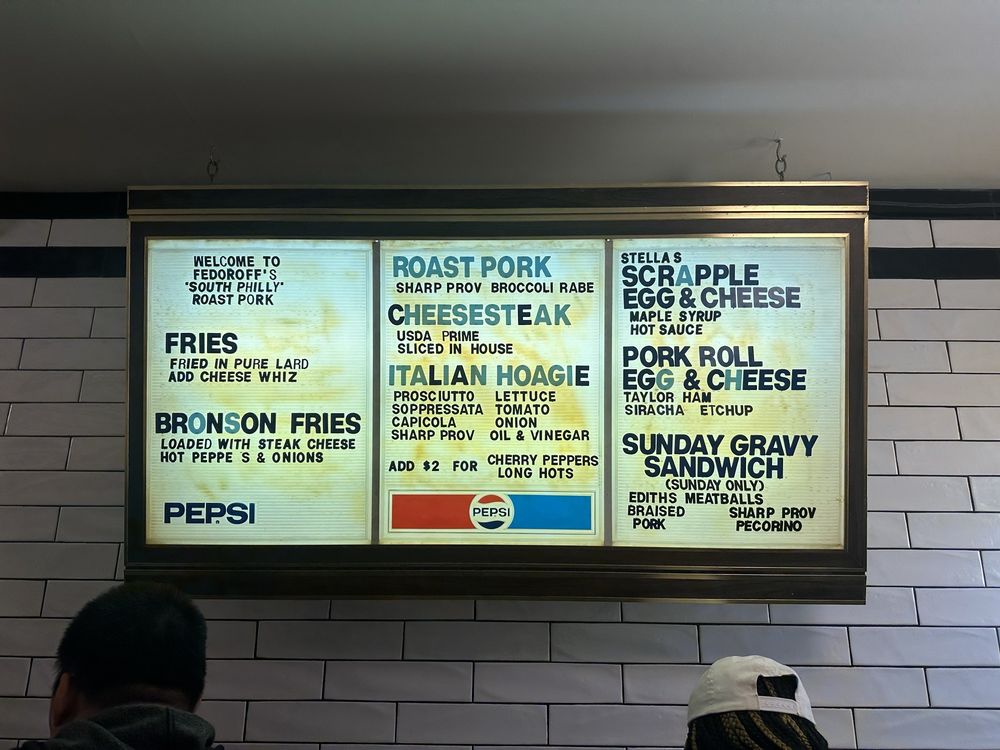 WELCOME TO
FEDOROFF'S
"SOUTH PHILLY"
ROAST PORK
FRIES
FRIED IN PURE LARD
ADD CHEESE WHIZ
BRONSON FRIES
LOADED WITH STEAK CHEESE
HOT PEPPE S & ONIONS
PEPSI
ROAST PORK
SHARP PROV BROCCOLI RABE
CHEESESTEAK
USDA PRIME
SLICED IN HOUSE
ITALIAN HOAGIE
PROSCIUTTO LETTUCE
SOPPRESSATA TOMATO
CAPICOLA ONION
SHARP PROV OIL & VINEGAR
ADD $2 FOR CHERRY PEPPERS
LONG HOTS
PEPSI
STELLAS
SCRAPPLE
EGG & CHEESE
MAPLE SYRUP
HOT SAUCE
PORK ROLL
EGG & CHEESE
TAYLOR HAM
SIRACHA ETCHUP
SUNDAY GRAVY
SANDWICH
(SUNDAY ONLY)
EDITHS MEATBALLS
BRAISED SHARP PROV
PORK PECORINO